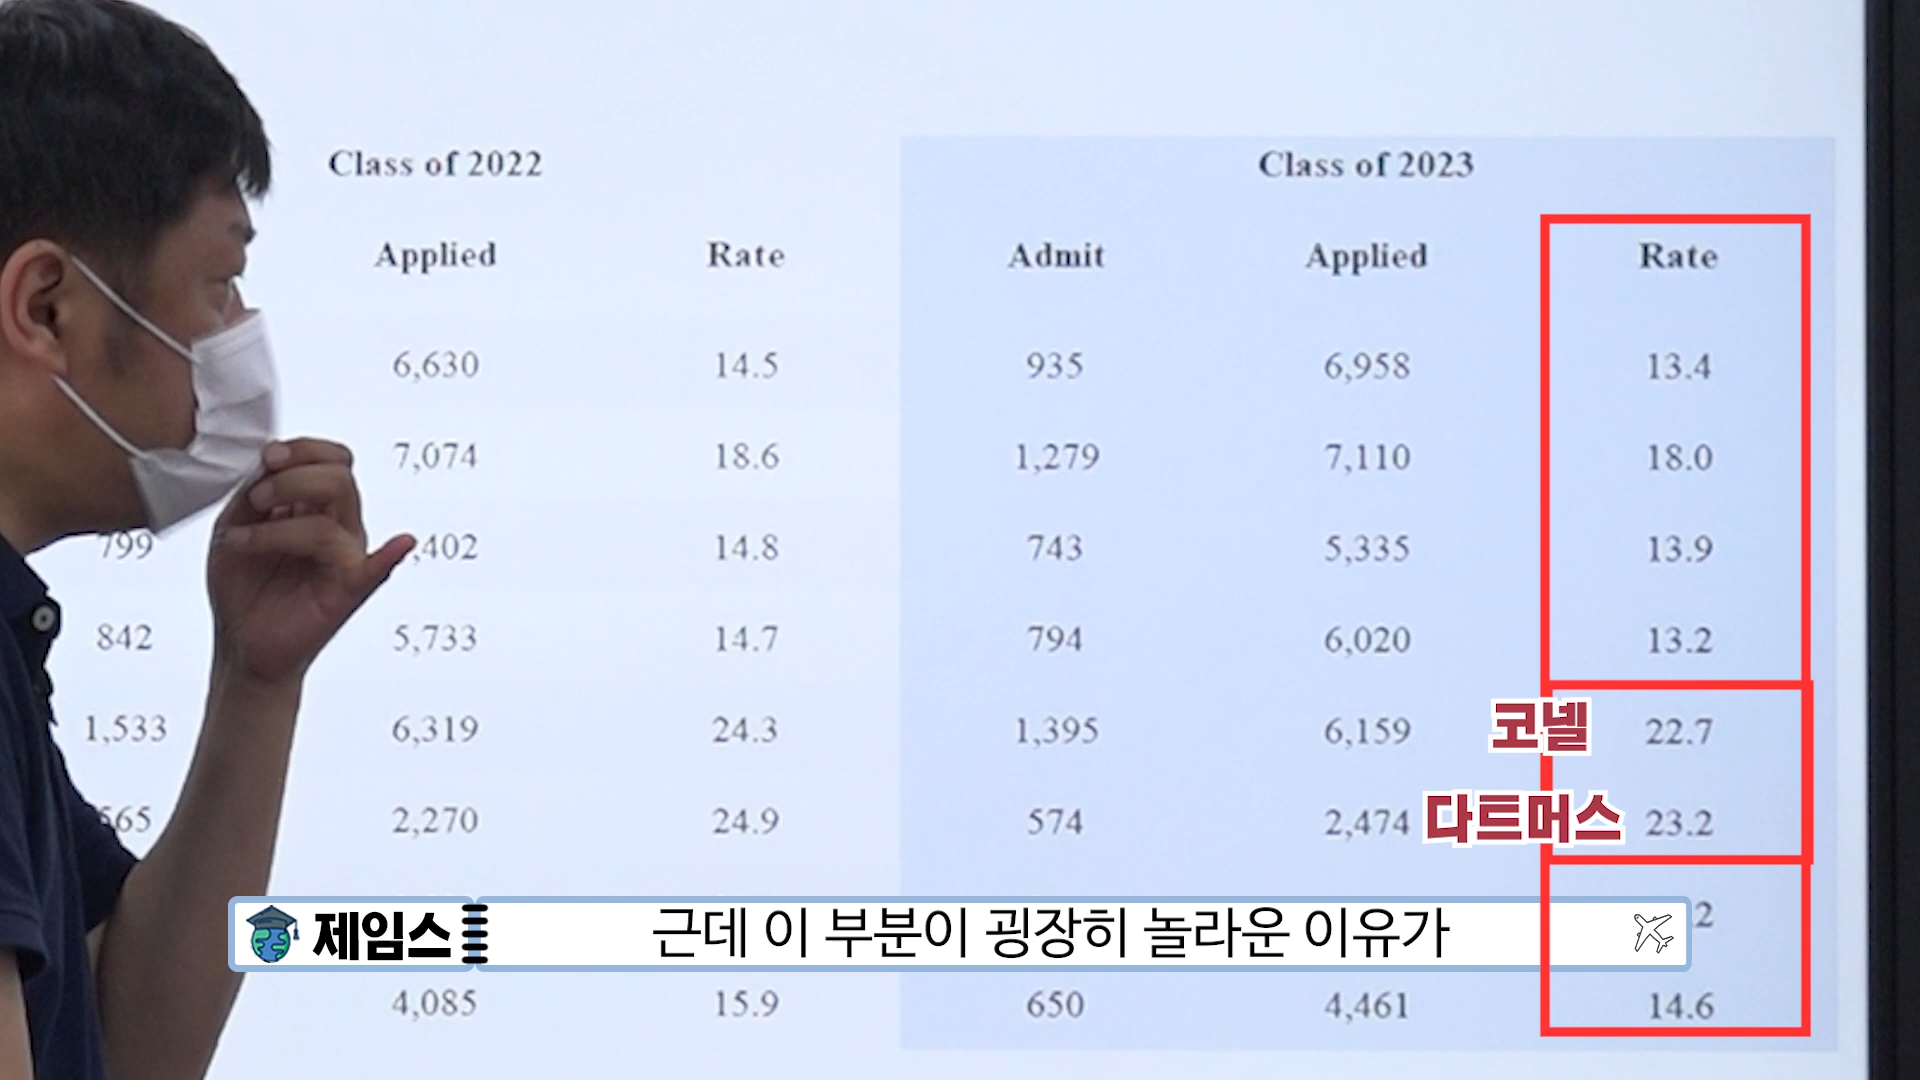 Class of 2022 Class of 2023
Applied Rate Admit Applied Rate
6,630 14.5 935 6,958 13.4
7,074 18.6 1,279 7,110 18.0
799 ,402 14.8 743 5,335 13.9
842 5,733 14.7 794 6,020 13.2
1,533 6,319 24.3 1,395 6,159 코넬 22.7
565 2,270 24.9 574 2,474 다트머스 23.2
제임스 근데 이 부분이 굉장히 놀라운 이유가 .2
4,085 15.9 650 4,461 14.6